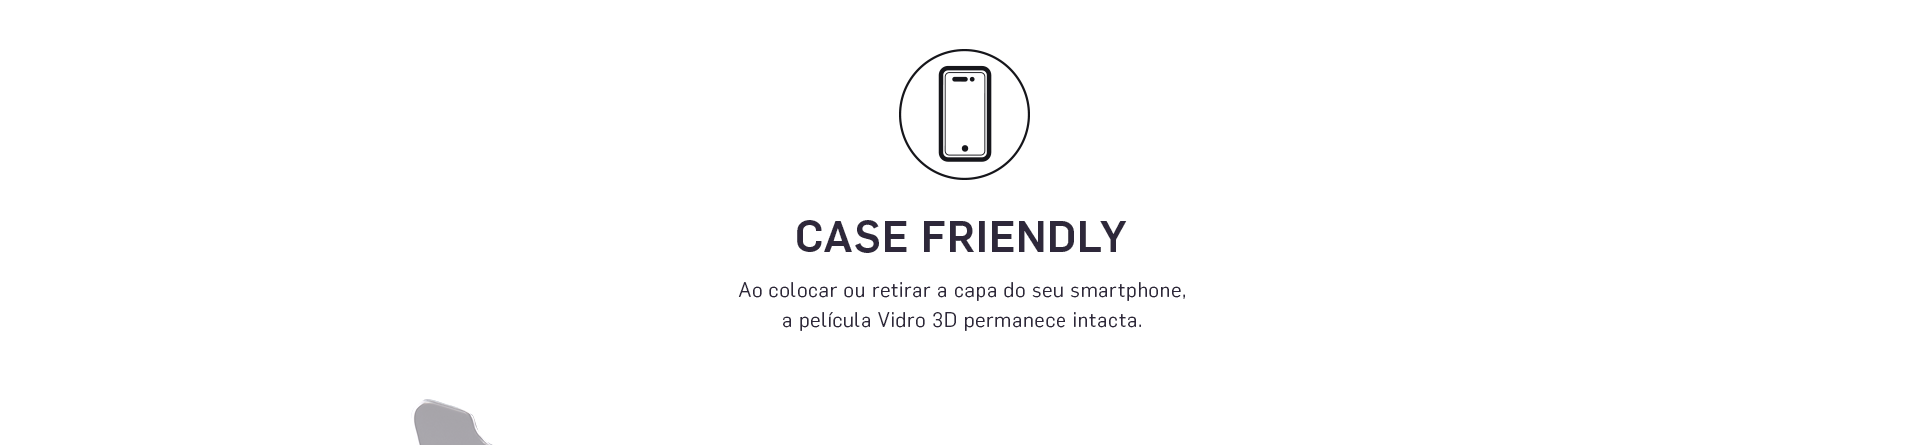 CASE FRIENDLY
Ao colocar ou retirar a capa do seu smartphone,
a película Vidro 3D permanece intacta.